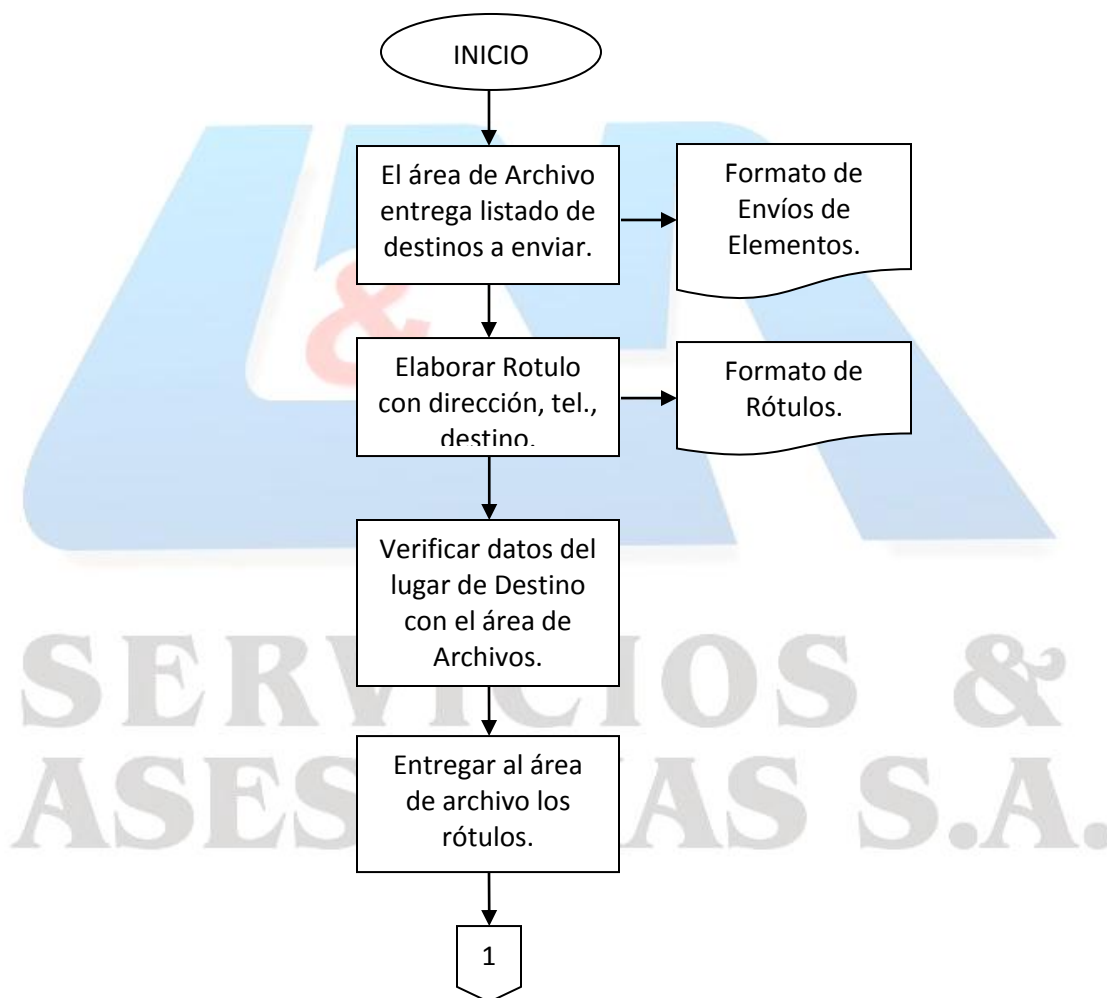 INICIO
El área de Archivo
entrega listado de
destinos a enviar.
Formato de
Envíos de
Elementos.
Elaborar Rotulo
con dirección, tel.,
destino.
Formato de
Rótulos.
Verificar datos del
lugar de Destino
con el área de
Archivos.
Entregar al área
de archivo los
rótulos.
1
&
SERVICIOS &
S.A.